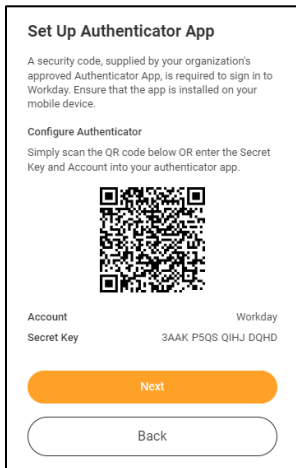 Set Up Authenticator App
A security code, supplied by your organization's
approved Authenticator App, is required to sign in to
Workday. Ensure that the app is installed on your
mobile device.
Configure Authenticator
Simply scan the QR code below OR enter the Secret
Key and Account into your authenticator app.
Account Workday
Secret Key 3AAK P5QS QIHJ DQHD
Next
Back